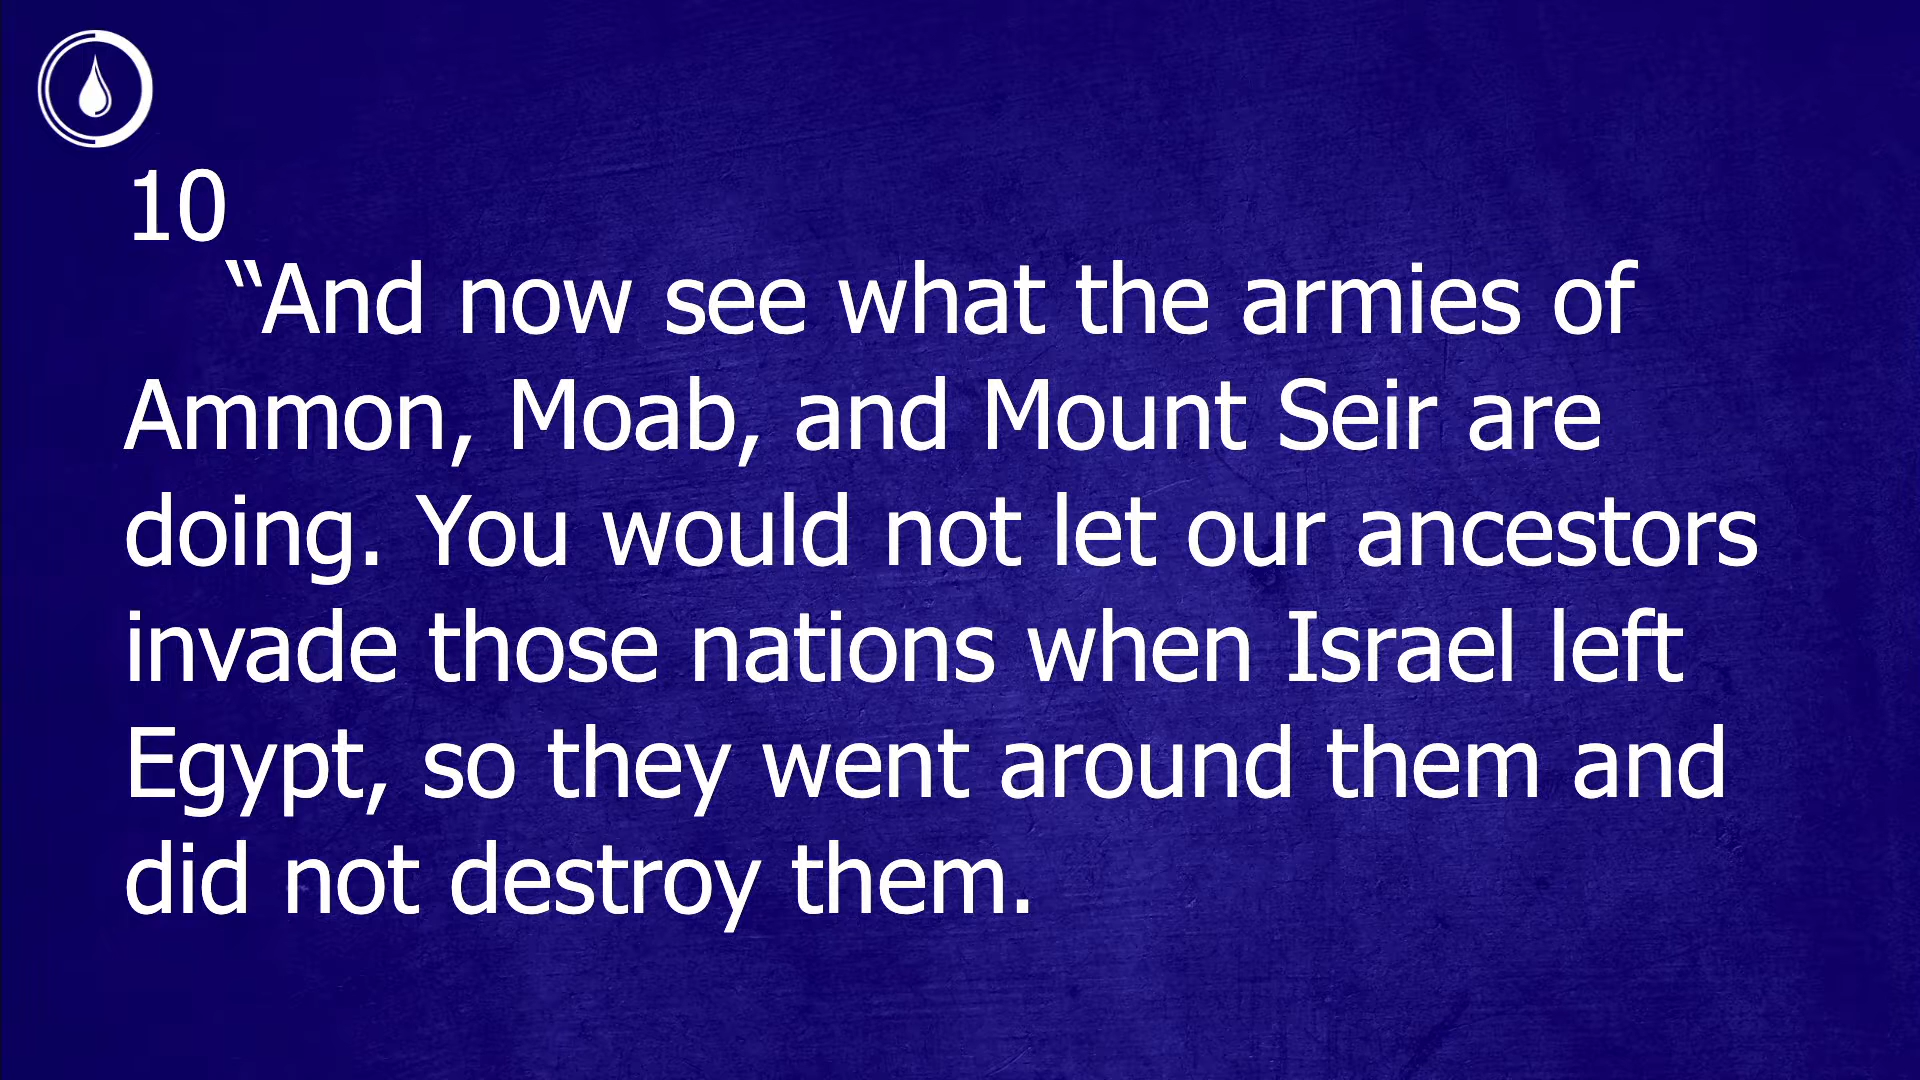 10
“And now see what the armies of
Ammon, Moab, and Mount Seir are
doing. You would not let our ancestors
invade those nations when Israel left
Egypt, so they went around them and
did not destroy them.